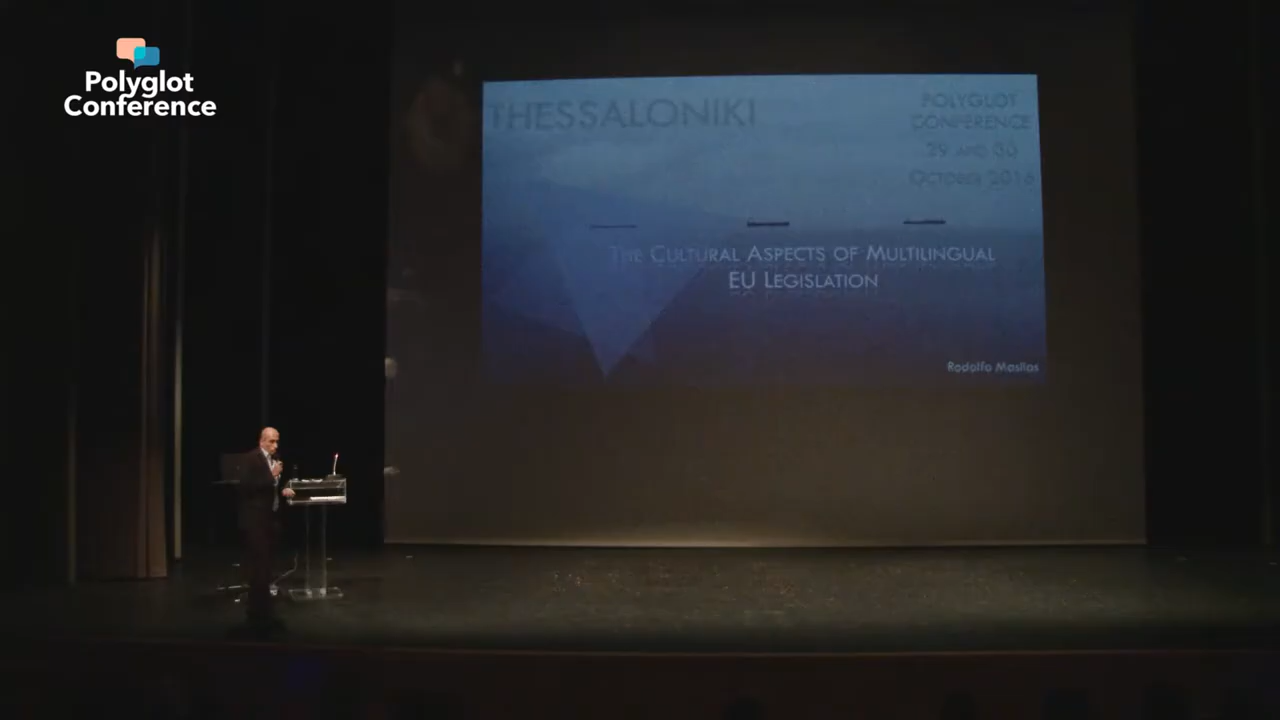 Polyglot
Conference
THESSALONIKI
POLYGLOT
CONFERENCE
29 AND 30
OCTOBER 2016
THE CULTURAL ASPECTS OF MULTILINGUAL
EU LEGISLATION
Rodolfo Maslias